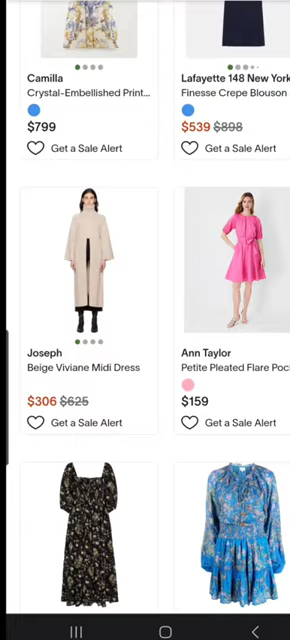 Camilla
Crystal-Embellished Print...
$799
Get a Sale Alert
Lafayette 148 New York
Finesse Crepe Blouson
$539 $898
Get a Sale Alert
Joseph
Beige Viviane Midi Dress
$306 $625
Get a Sale Alert
Ann Taylor
Petite Pleated Flare Poc
$159
Get a Sale Alert